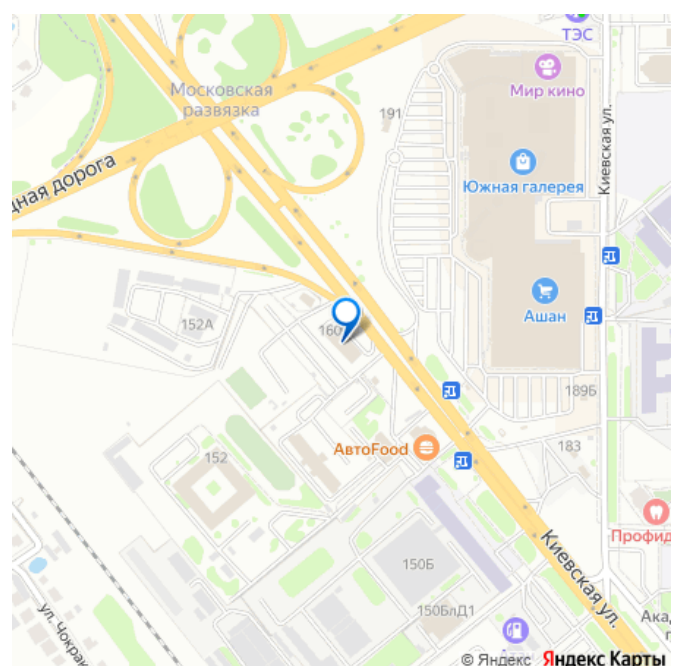 ТЭС
Мир кино
Московская
развязка
191
Киевская ул.
дная дорога
Южная галерея
152А
160
Ашан
189Б
АвтоFood
183
152
Профид
150Б
Киевская ул.
ул. Чокрак
150БлД1
Ака
© Яндекс Яндекс Карты